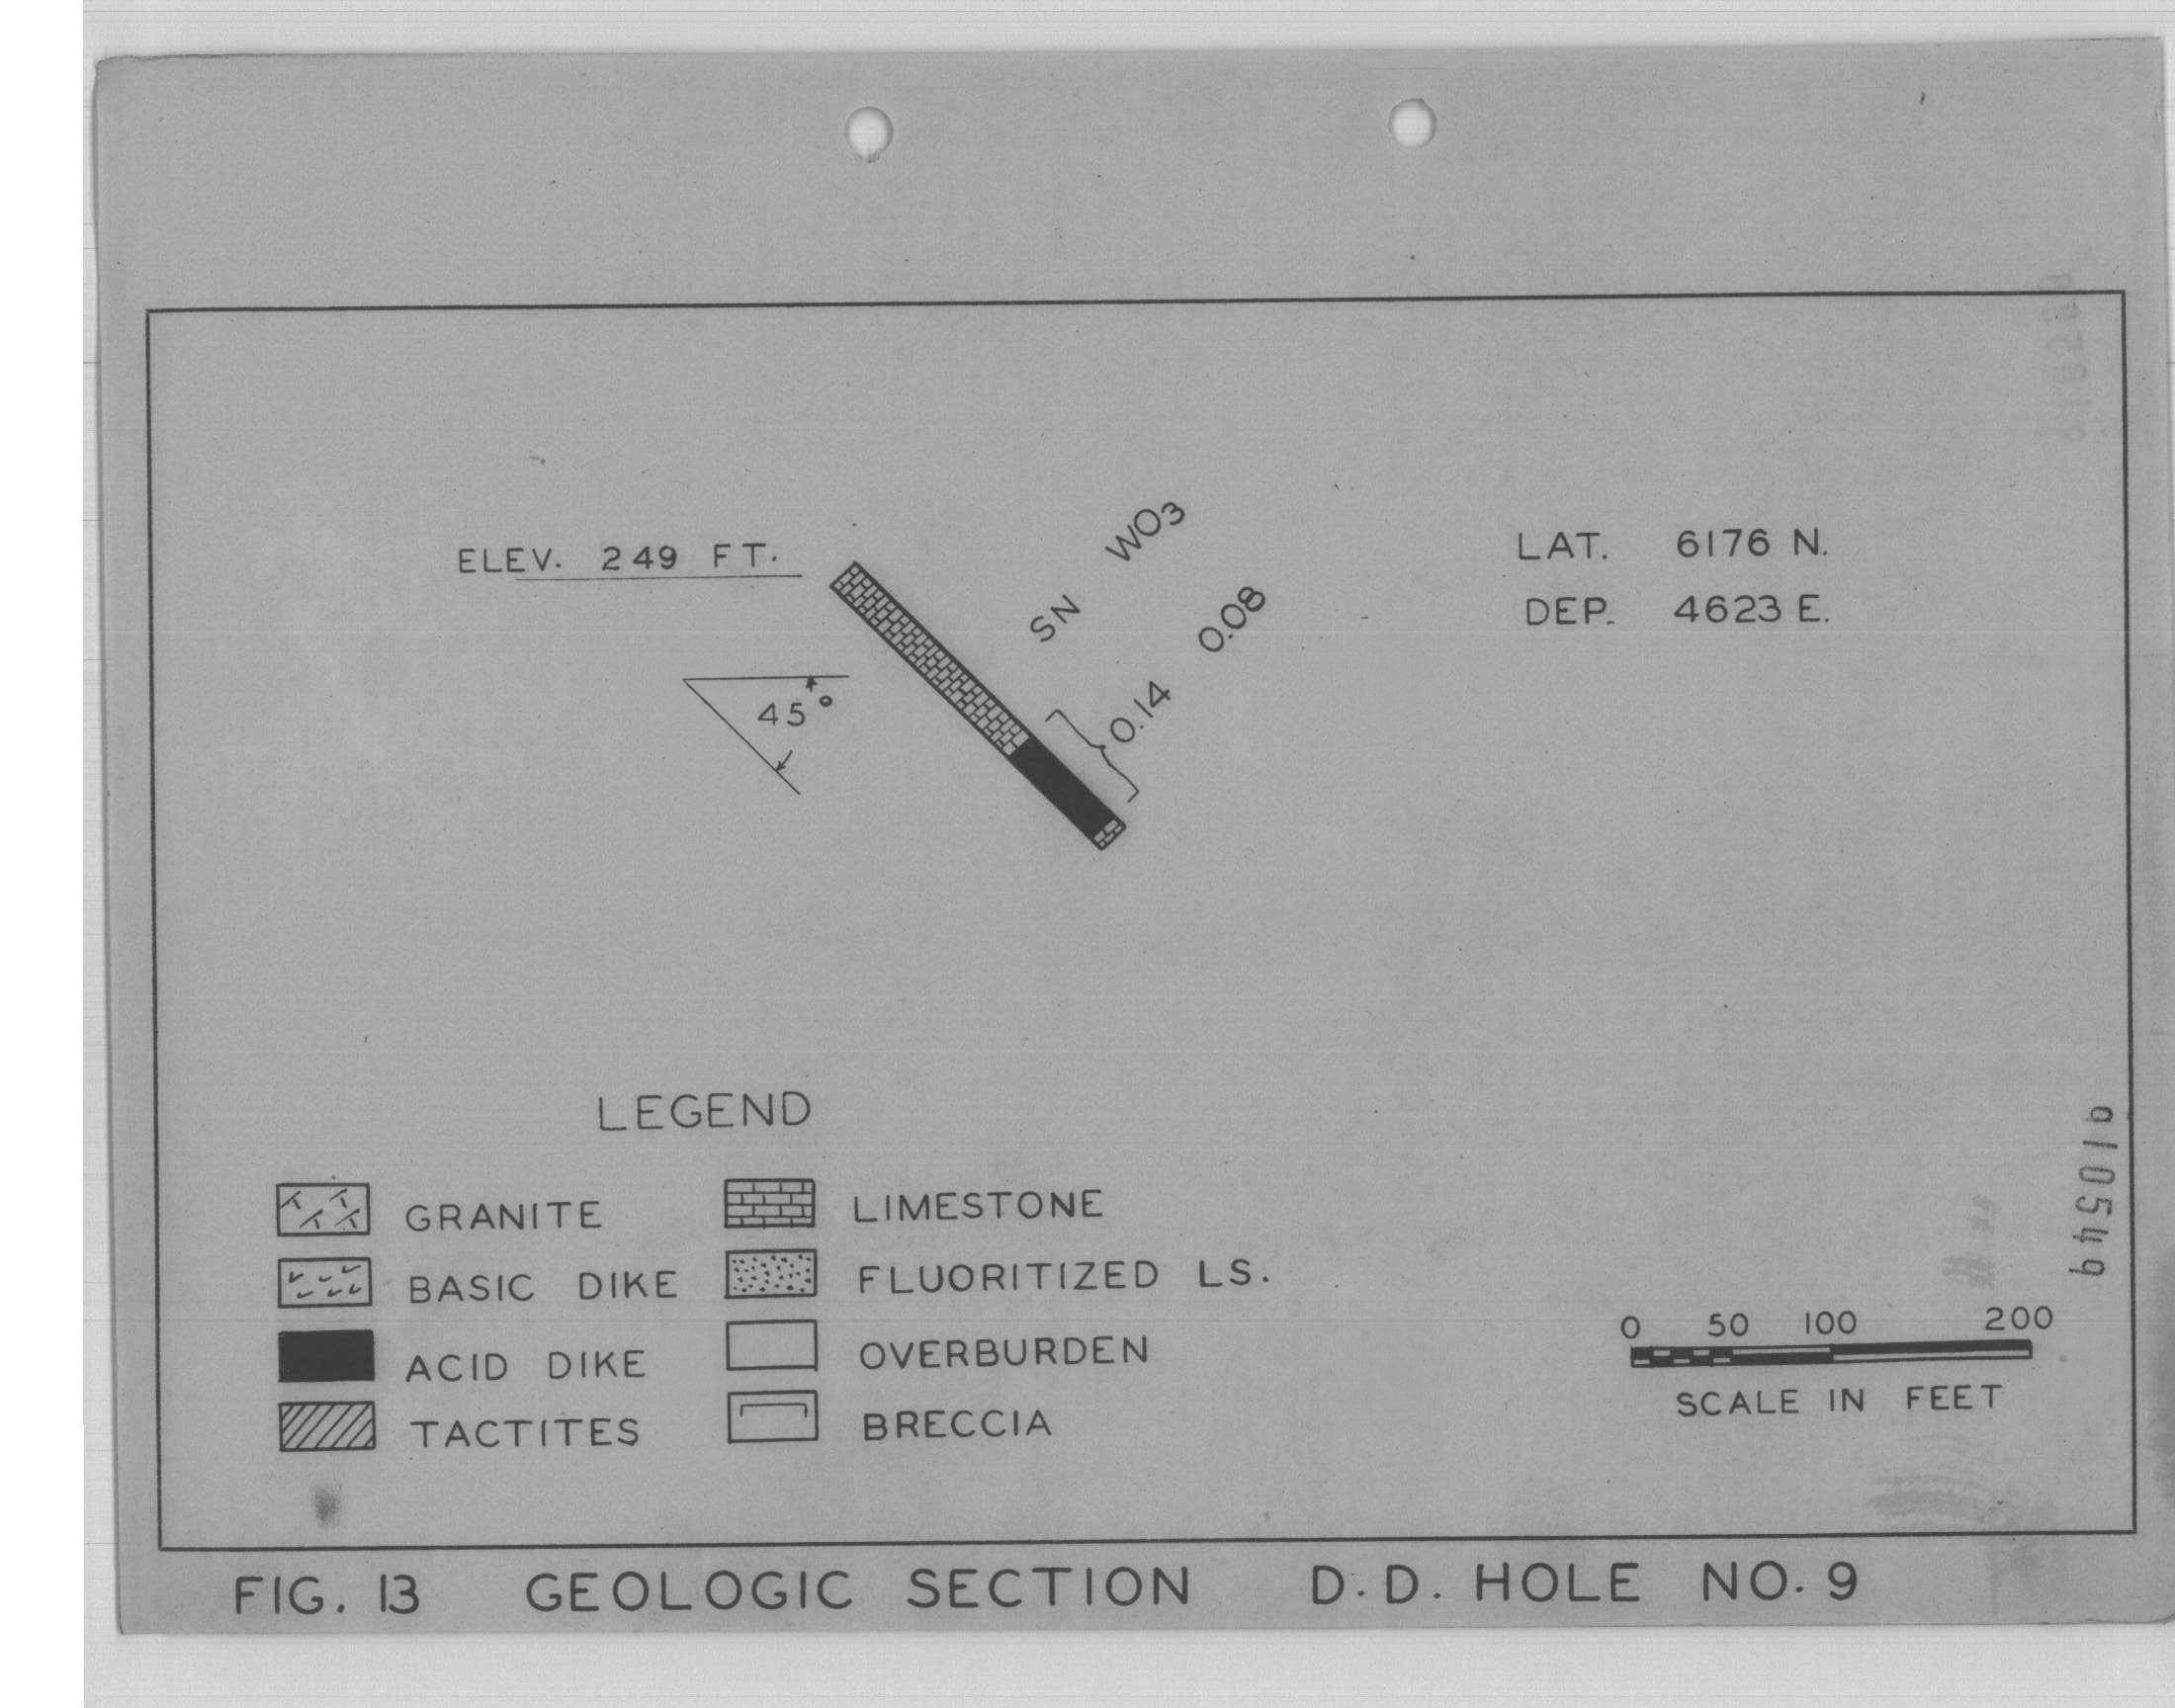 ELEV. 249 FT.
SN WO3
0.14 0.08
45°
LAT. 6176 N.
DEP. 4623 E.
LEGEND
GRANITE
BASIC DIKE
ACID DIKE
TACTITES
LIMESTONE
FLUORITIZED LS.
OVERBURDEN
BRECCIA
910549
0 50 100 200
SCALE IN FEET
FIG. 13 GEOLOGIC SECTION D.D. HOLE NO. 9